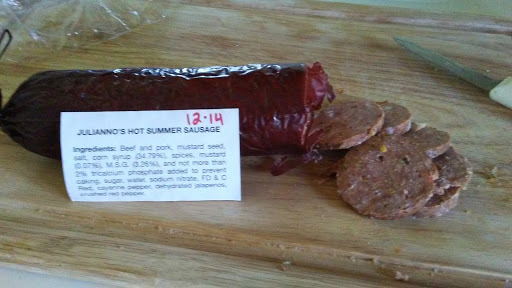 12-14
JULIANNO'S HOT SUMMER SAUSAGE
Ingredients: Beef and pork, mustard seed,
salt, corn syrup (34.79%), spices, mustard
(0.07%), M.S.G. (3.26%), and not more than
2% tricalcium phosphate added to prevent
caking, sugar, water, sodium nitrate, FD & C
Red, cayenne pepper, dehydrated jalapenos,
crushed red pepper.